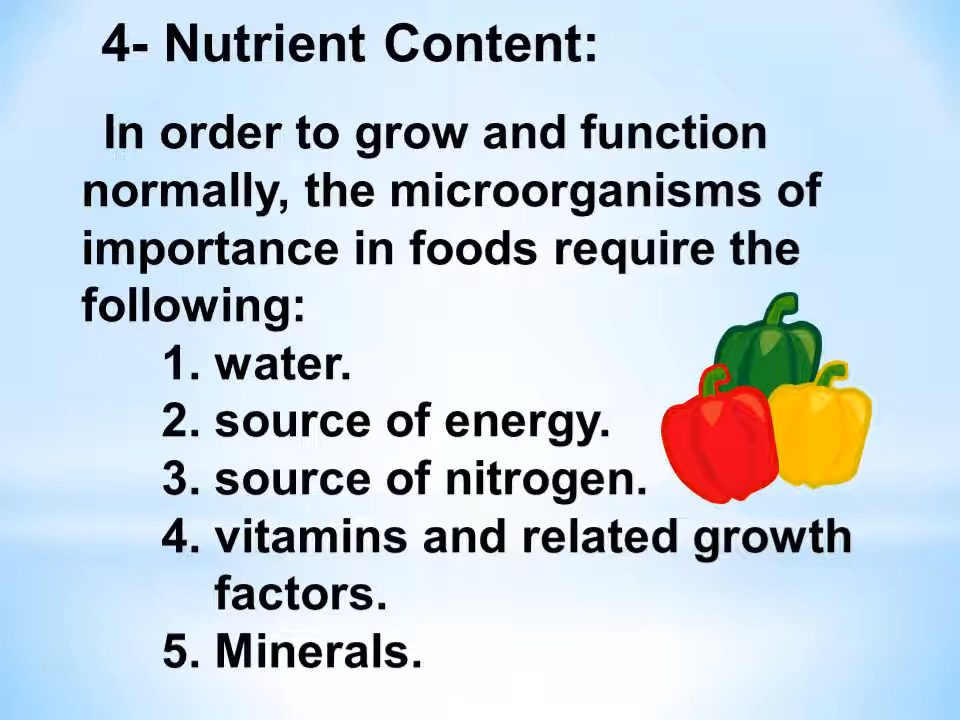 4- Nutrient Content:
In order to grow and function
normally, the microorganisms of
importance in foods require the
following:
1. water.
2. source of energy.
3. source of nitrogen.
4. vitamins and related growth
factors.
5. Minerals.